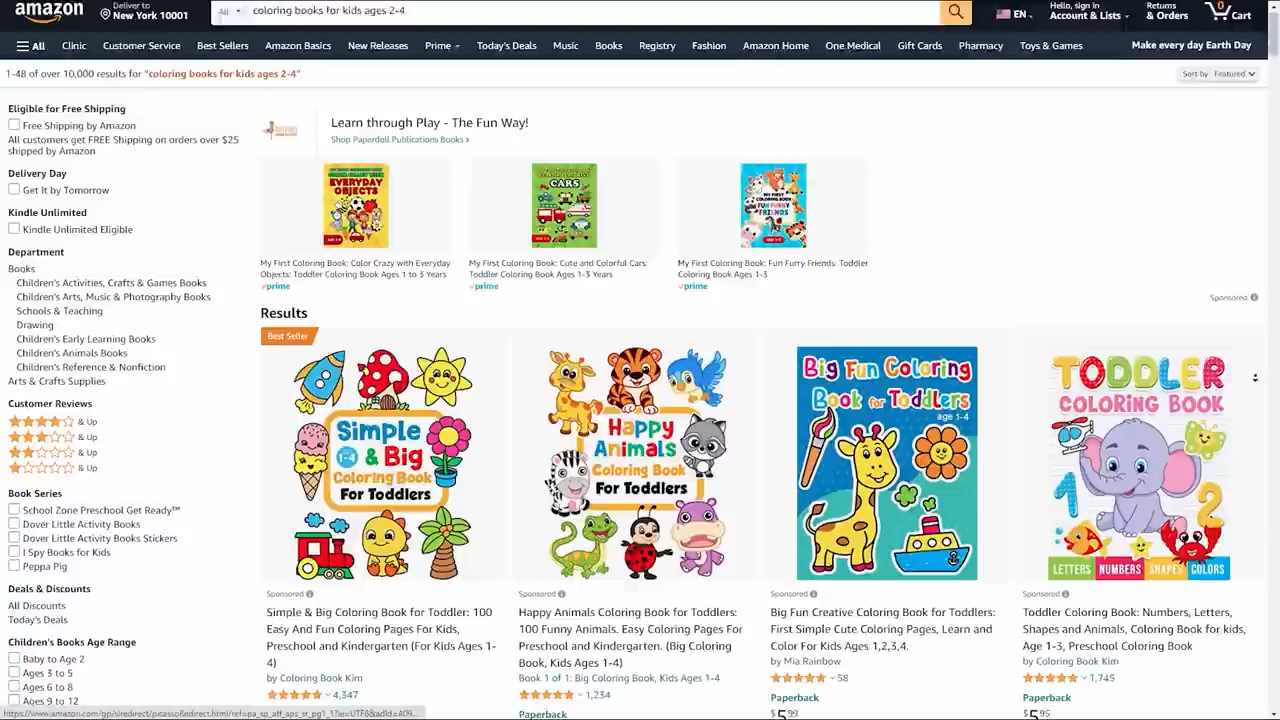 amazon
Deliver to
New York 10001
All
coloring books for kids ages 2-4
EN
Hello, sign in
Account & Lists
Returns
& Orders
0
Cart
All
Clinic
Customer Service
Best Sellers
Amazon Basics
New Releases
Prime
Today's Deals
Music
Books
Registry
Fashion
Amazon Home
One Medical
Gift Cards
Pharmacy
Toys & Games
Make every day Earth Day
1-48 of over 10,000 results for "coloring books for kids ages 2-4"
Sort by Featured
Eligible for Free Shipping
Free Shipping by Amazon
All customers get FREE Shipping on orders over $25
shipped by Amazon
Delivery Day
Get It by Tomorrow
Kindle Unlimited
Kindle Unlimited Eligible
Department
Books
Children's Activities, Crafts & Games Books
Children's Arts, Music & Photography Books
Schools & Teaching
Drawing
Children's Early Learning Books
Children's Animals Books
Children's Reference & Nonfiction
Arts & Crafts Supplies
Customer Reviews
& Up
& Up
& Up
& Up
Book Series
School Zone Preschool Get Ready™
Dover Little Activity Books
Dover Little Activity Books Stickers
I Spy Books for Kids
Peppa Pig
Deals & Discounts
All Discounts
Today's Deals
Children's Books Age Range
Baby to Age 2
Ages 3 to 5
Ages 6 to 8
Ages 9 to 12
Learn through Play - The Fun Way!
Shop Paperdoll Publications Books
EVERYDAY
OBJECTS
CARS
MY FIRST
COLORING BOOK
FUN FURRY
FRIENDS
My First Coloring Book: Color Crazy with Everyday
Objects: Toddler Coloring Book Ages 1 to 3 Years
prime
My First Coloring Book: Cute and Colorful Cars:
Toddler Coloring Book Ages 1-3 Years
prime
My First Coloring Book: Fun Furry Friends: Toddler
Coloring Book Ages 1-3
prime
Sponsored
Results
Best Seller
Simple
1-4 & Big
Coloring Book
For Toddlers
Happy
Animals
Coloring Book
For Toddlers
Big Fun Coloring
Book for Toddlers
age 1-4
TODDLER
COLORING BOOK
1
2
LETTERS NUMBERS SHAPES COLORS
Sponsored
Simple & Big Coloring Book for Toddler: 100
Easy And Fun Coloring Pages For Kids,
Preschool and Kindergarten (For Kids Ages 1-
4)
by Coloring Book Kim
4,347
Sponsored
Happy Animals Coloring Book for Toddlers:
100 Funny Animals. Easy Coloring Pages For
Preschool and Kindergarten. (Big Coloring
Book, Kids Ages 1-4)
Book 1 of 1: Big Coloring Book, Kids Ages 1-4
1,234
Paperback
Sponsored
Big Fun Creative Coloring Book for Toddlers:
First Simple Cute Coloring Pages, Learn and
Color For Kids Ages 1,2,3,4.
by Mia Rainbow
58
Paperback
$5.99
Sponsored
Toddler Coloring Book: Numbers, Letters,
Shapes and Animals, Coloring Book for kids,
Age 1-3, Preschool Coloring Book
by Coloring Book Kim
1,745
Paperback
$5.95